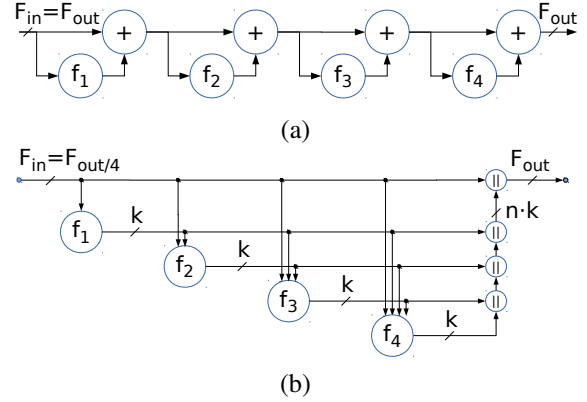 F_in=F_out F_out
+ + + +
f_1 f_2 f_3 f_4
(a)
F_in=F_out/4 F_out
||
n·k
f_1 k ||
f_2 k ||
f_3 k ||
f_4 k
(b)